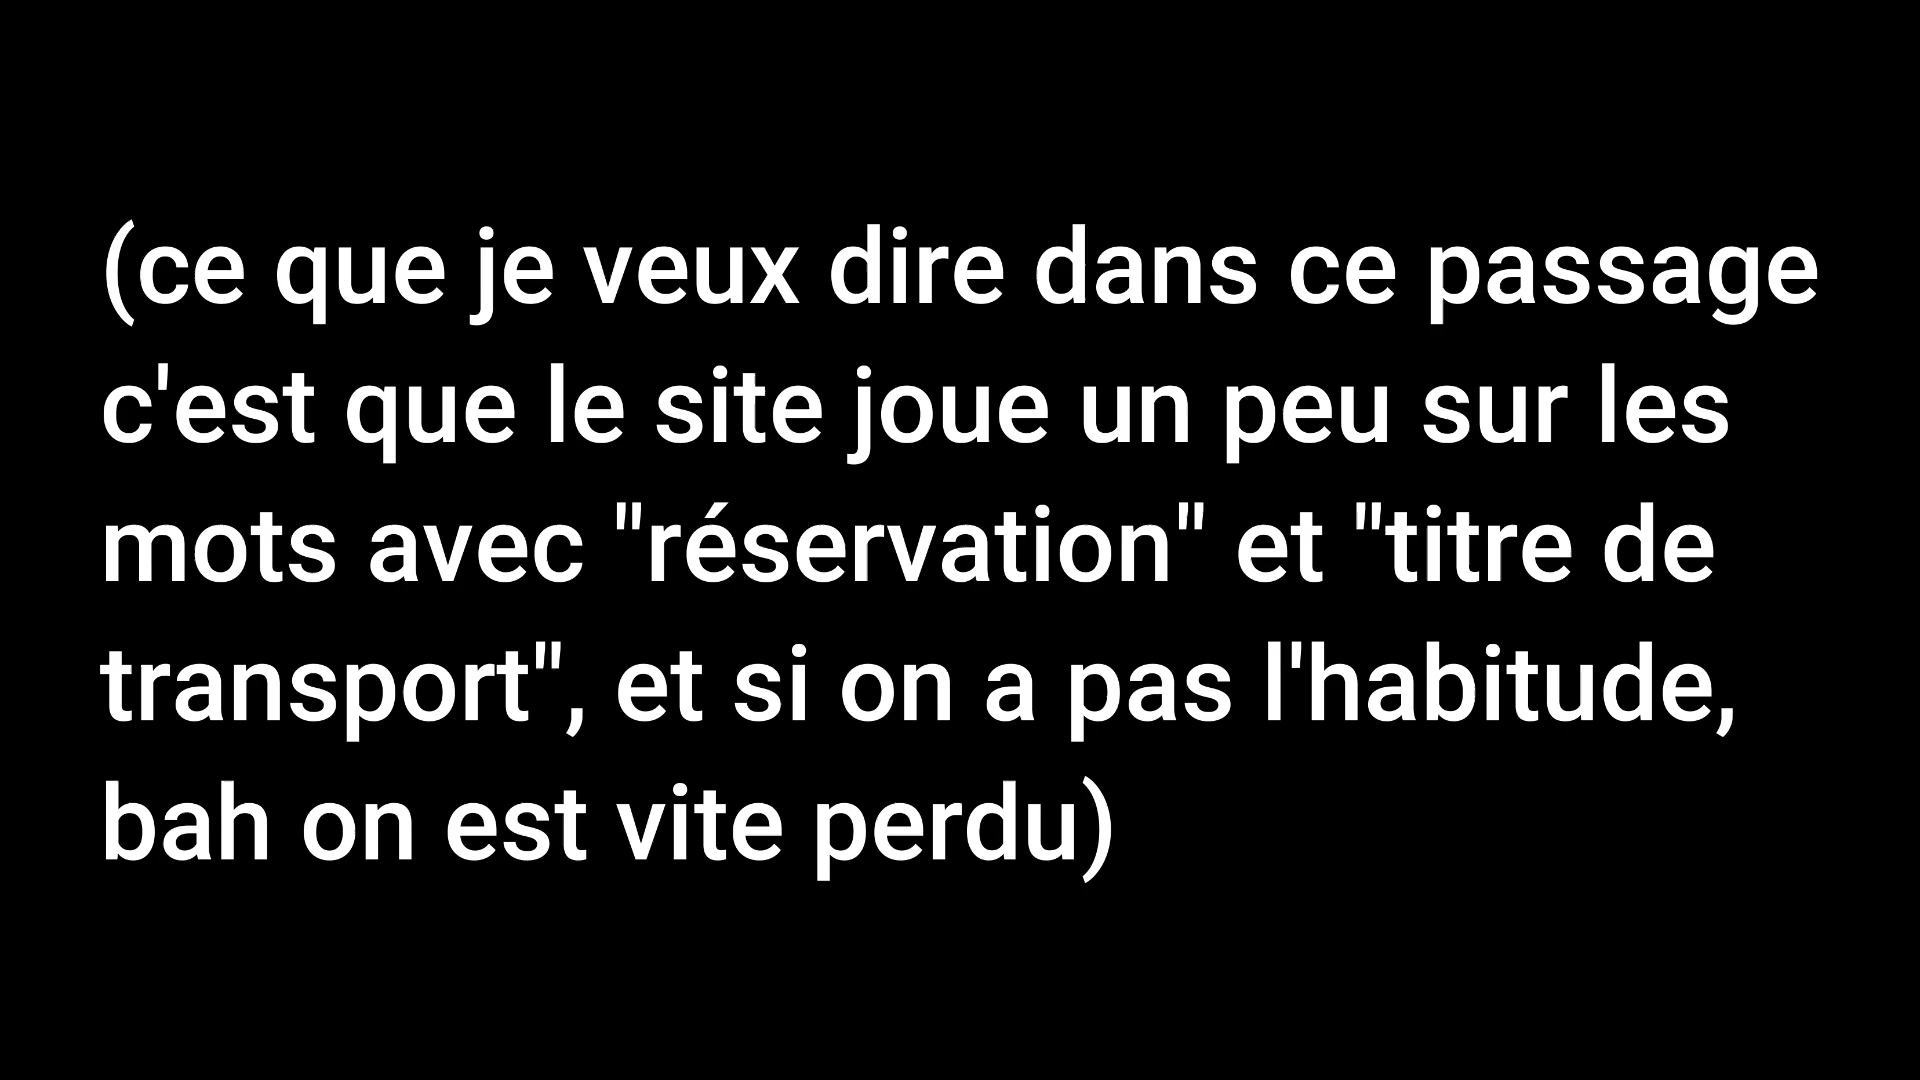 (ce que je veux dire dans ce passage
c'est que le site joue un peu sur les
mots avec "réservation" et "titre de
transport", et si on a pas l'habitude,
bah on est vite perdu)